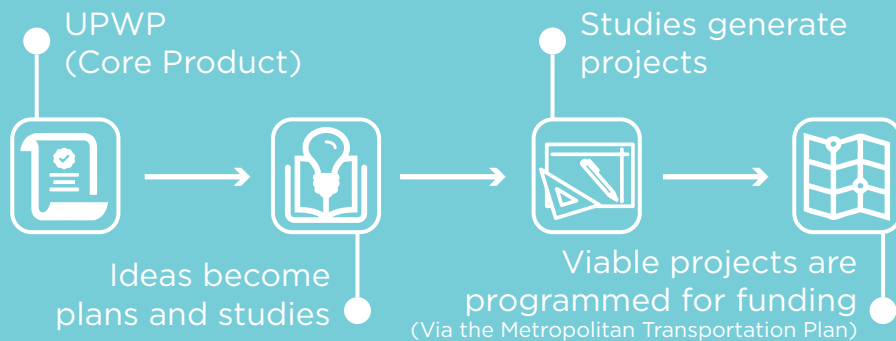 UPWP
(Core Product)
Ideas become
plans and studies
Studies generate
projects
Viable projects are
programmed for funding
(Via the Metropolitan Transportation Plan)